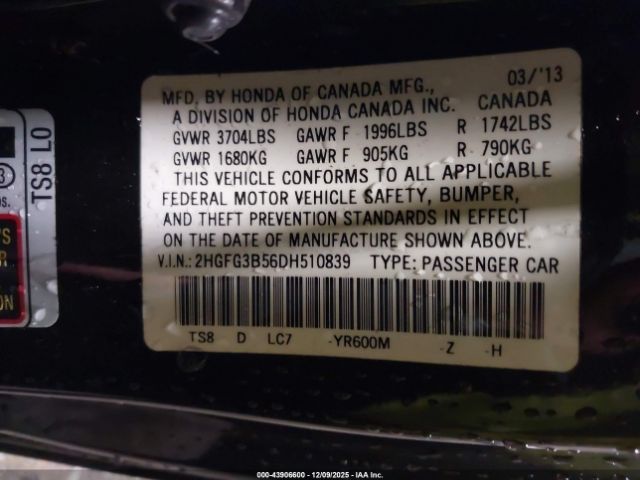 MFD. BY HONDA OF CANADA MFG., 03/'13
A DIVISION OF HONDA CANADA INC. CANADA
GVWR 3704LBS GAWR F 1996LBS R 1742LBS
GVWR 1680KG GAWR F 905KG R 790KG
THIS VEHICLE CONFORMS TO ALL APPLICABLE
FEDERAL MOTOR VEHICLE SAFETY, BUMPER,
AND THEFT PREVENTION STANDARDS IN EFFECT
ON THE DATE OF MANUFACTURE SHOWN ABOVE.
V.I.N.: 2HGFG3B56DH510839 TYPE: PASSENGER CAR
TS8 D LC7 -YR600M -Z -H
TS8 L0
000-43906600 - 12/09/2025 - IAA Inc.